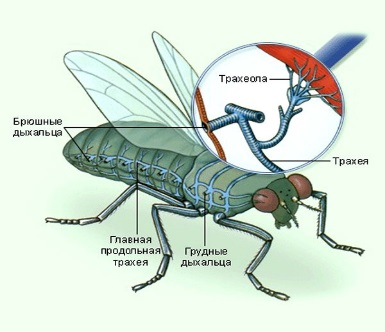 Трахеола
Брюшные
дыхальца
Трахея
Главная
продольная
трахея
Грудные
дыхальца